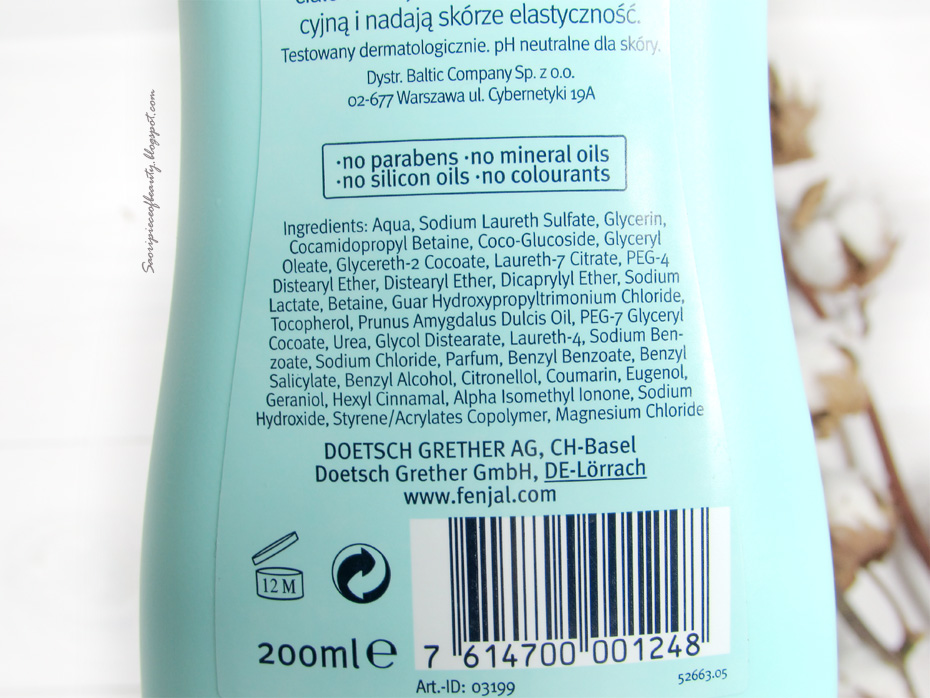 cyjną i nadają skórze elastyczność.
Testowany dermatologicznie. pH neutralne dla skóry.
Dystr. Baltic Company Sp. z o.o.
02-677 Warszawa ul. Cybernetyki 19A
·no parabens ·no mineral oils
·no silicon oils ·no colourants
Ingredients: Aqua, Sodium Laureth Sulfate, Glycerin,
Cocamidopropyl Betaine, Coco-Glucoside, Glyceryl
Oleate, Glycereth-2 Cocoate, Laureth-7 Citrate, PEG-4
Distearyl Ether, Distearyl Ether, Dicaprylyl Ether, Sodium
Lactate, Betaine, Guar Hydroxypropyltrimonium Chloride,
Tocopherol, Prunus Amygdalus Dulcis Oil, PEG-7 Glyceryl
Cocoate, Urea, Glycol Distearate, Laureth-4, Sodium Ben-
zoate, Sodium Chloride, Parfum, Benzyl Benzoate, Benzyl
Salicylate, Benzyl Alcohol, Citronellol, Coumarin, Eugenol,
Geraniol, Hexyl Cinnamal, Alpha Isomethyl Ionone, Sodium
Hydroxide, Styrene/Acrylates Copolymer, Magnesium Chloride
DOETSCH GRETHER AG, CH-Basel
Doetsch Grether GmbH, DE-Lörrach
www.fenjal.com
12 M
200ml e
7 614700 001248
Art.-ID: 03199
52663.05
Saoripieceofbeauty.blogspot.com